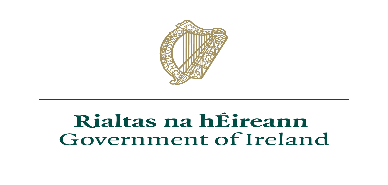 Rialtas na hÉireann
Government of Ireland